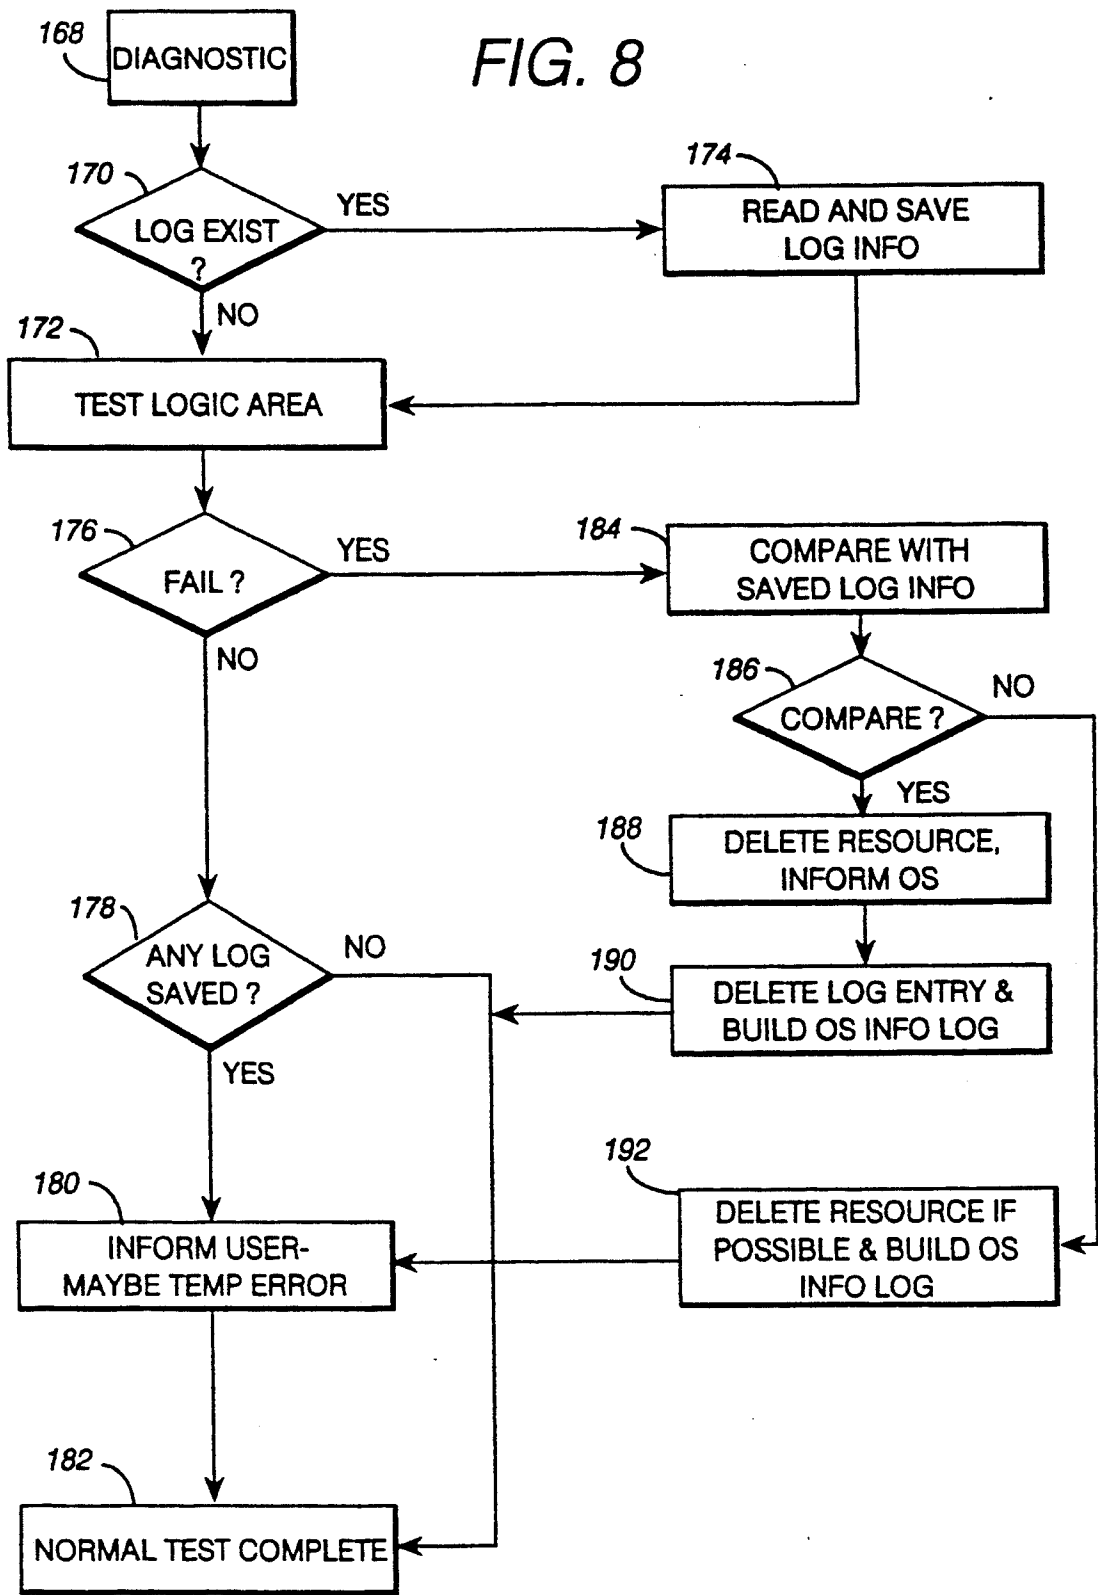 FIG. 8
168
DIAGNOSTIC
170
LOG EXIST
?
YES
NO
174
READ AND SAVE
LOG INFO
172
TEST LOGIC AREA
176
FAIL ?
YES
NO
184
COMPARE WITH
SAVED LOG INFO
186
COMPARE ?
NO
YES
188
DELETE RESOURCE,
INFORM OS
178
ANY LOG
SAVED ?
NO
YES
190
DELETE LOG ENTRY &
BUILD OS INFO LOG
192
DELETE RESOURCE IF
POSSIBLE & BUILD OS
INFO LOG
180
INFORM USER-
MAYBE TEMP ERROR
182
NORMAL TEST COMPLETE